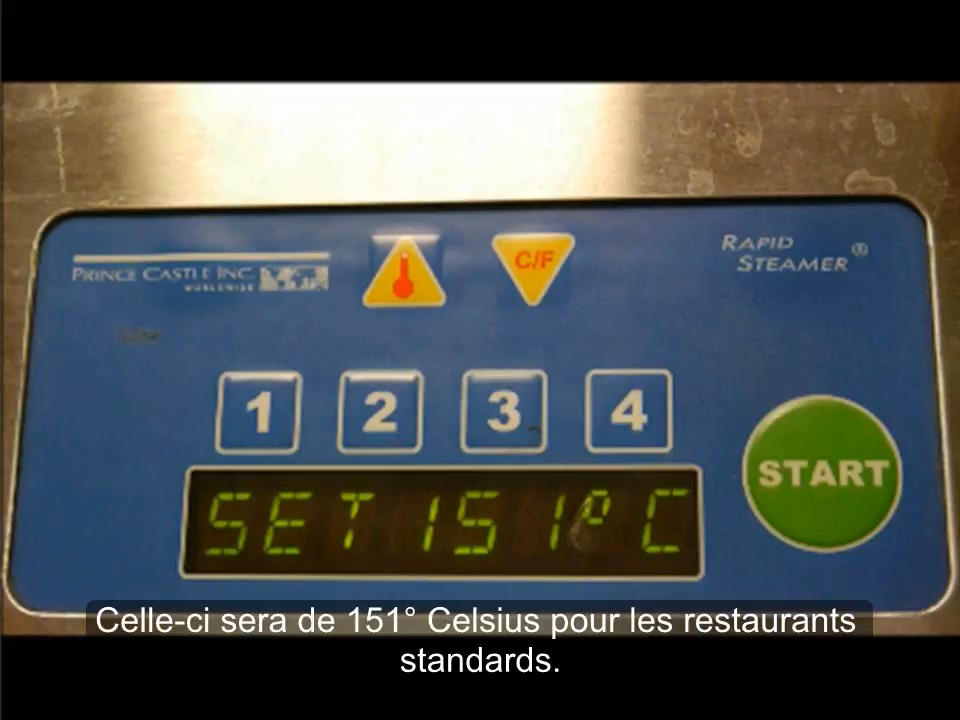 PRINCE CASTLE INC.
WORLDWIDE
C/F
RAPID
STEAMER®
1 2 3 4
START
SET 151°C
Celle-ci sera de 151° Celsius pour les restaurants
standards.